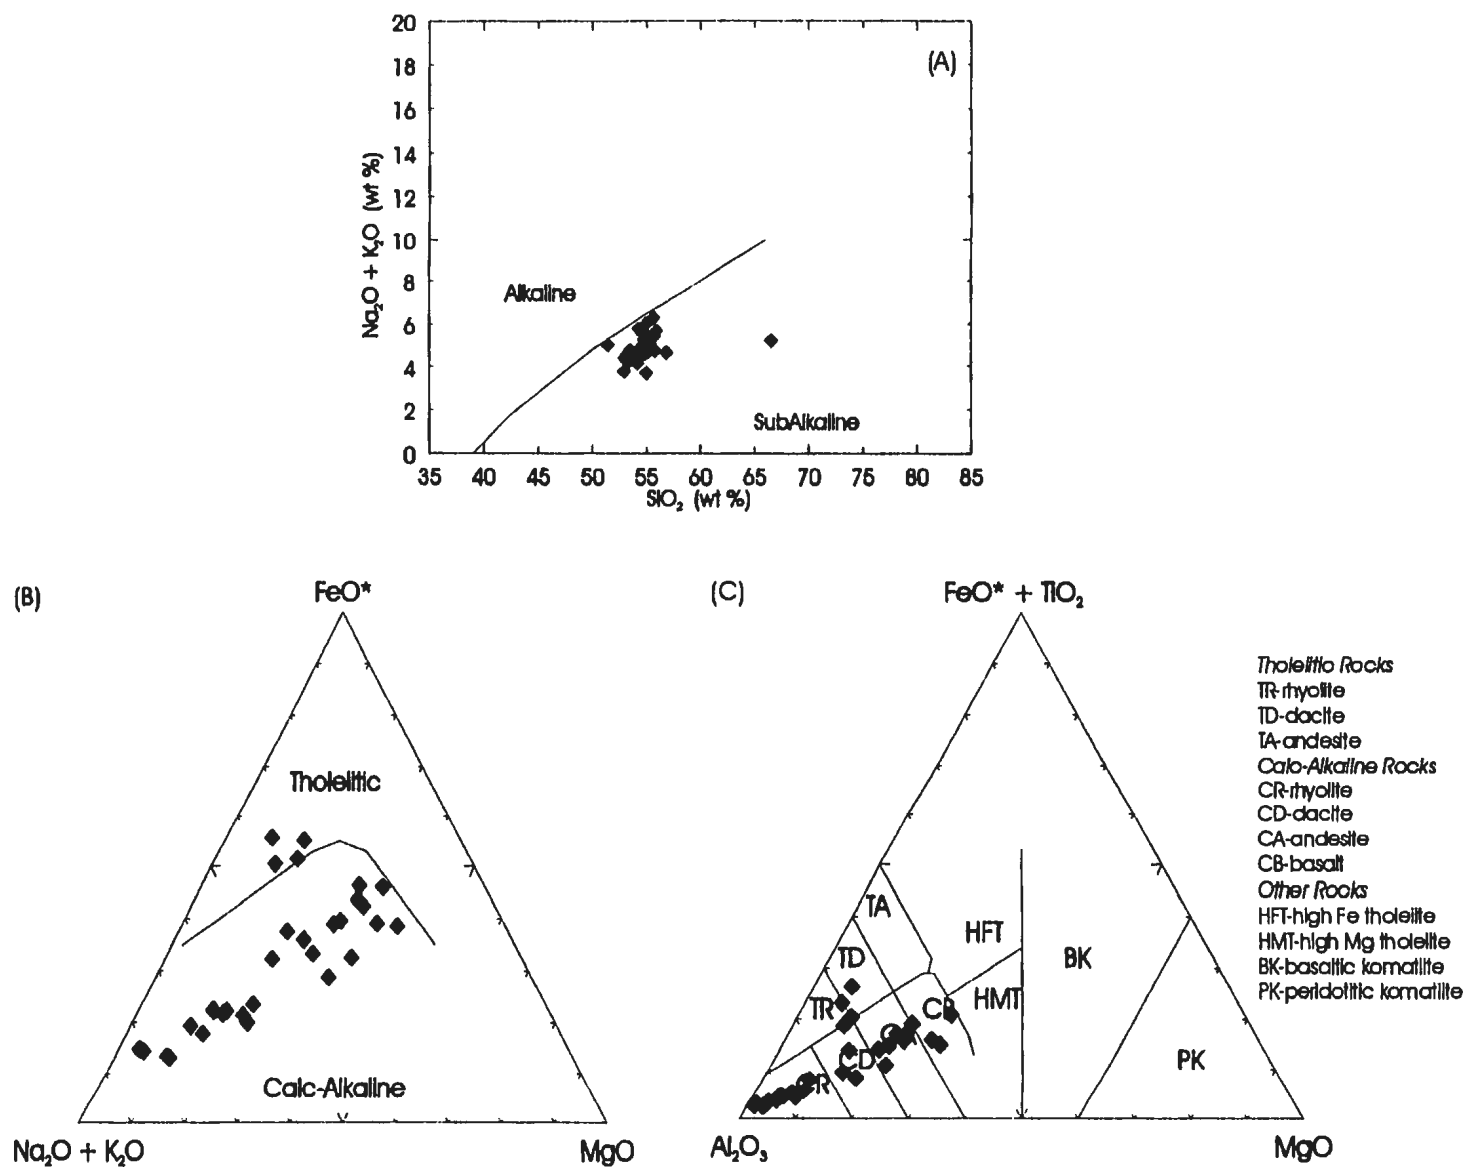 (A)
20
18
16
14
12
10
8
6
4
2
0
Na₂O + K₂O (wt %)
Alkaline
SubAlkaline
35 40 45 50 55 60 65 70 75 80 85
SiO₂ (wt %)
(B)
FeO*
Tholeiitic
Calc-Alkaline
Na₂O + K₂O
MgO
(C)
FeO* + TiO₂
TA
HFT
TD
BK
TR
HMT
CD
CR
PK
Al₂O₃
MgO
Tholeiitic Rocks
TR-rhyolite
TD-dacite
TA-andesite
Calc-Alkaline Rocks
CR-rhyolite
CD-dacite
CA-andesite
CB-basalt
Other Rocks
HFT-high Fe tholeiite
HMT-high Mg tholeiite
BK-basaltic komatiite
PK-peridotitic komatiite